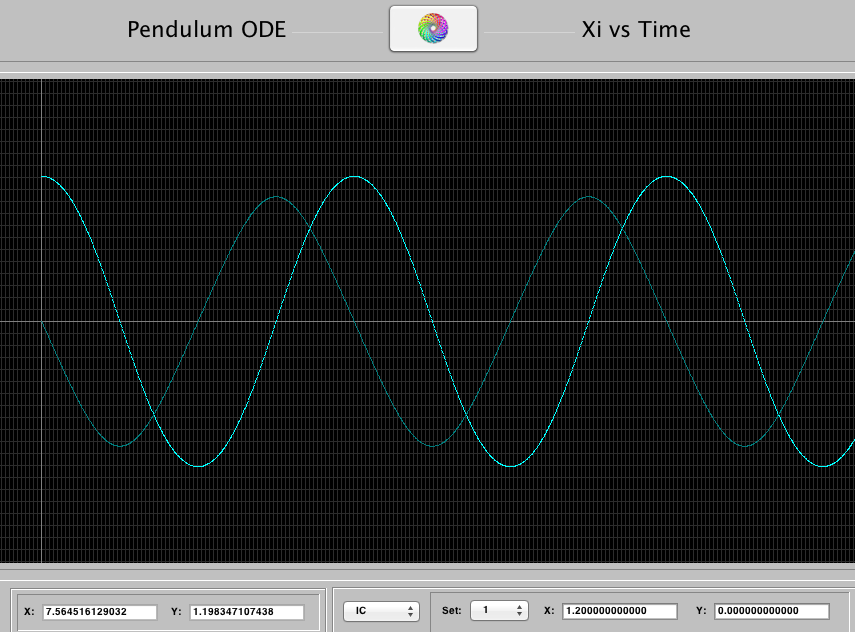 Pendulum ODE Xi vs Time
X: 7.564516129032 Y: 1.198347107438 IC Set: 1 X: 1.200000000000 Y: 0.000000000000